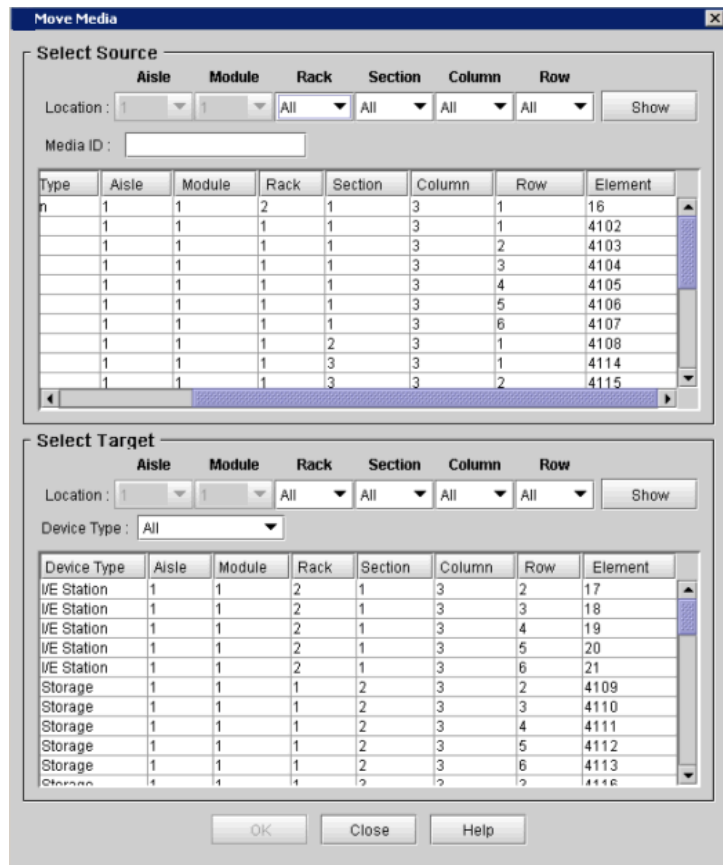 Move Media
Select Source
Aisle Module Rack Section Column Row
Location : 1 1 All All All All Show
Media ID :
Type Aisle Module Rack Section Column Row Element
n 1 1 2 1 3 1 16
1 1 1 1 3 1 4102
1 1 1 1 3 2 4103
1 1 1 1 3 3 4104
1 1 1 1 3 4 4105
1 1 1 1 3 5 4106
1 1 1 1 3 6 4107
1 1 1 2 3 1 4108
1 1 1 3 3 1 4114
1 1 1 3 3 2 4115
Select Target
Aisle Module Rack Section Column Row
Location : 1 1 All All All All Show
Device Type : All
Device Type Aisle Module Rack Section Column Row Element
I/E Station 1 1 2 1 3 2 17
I/E Station 1 1 2 1 3 3 18
I/E Station 1 1 2 1 3 4 19
I/E Station 1 1 2 1 3 5 20
I/E Station 1 1 2 1 3 6 21
Storage 1 1 1 2 3 2 4109
Storage 1 1 1 2 3 3 4110
Storage 1 1 1 2 3 4 4111
Storage 1 1 1 2 3 5 4112
Storage 1 1 1 2 3 6 4113
OK Close Help